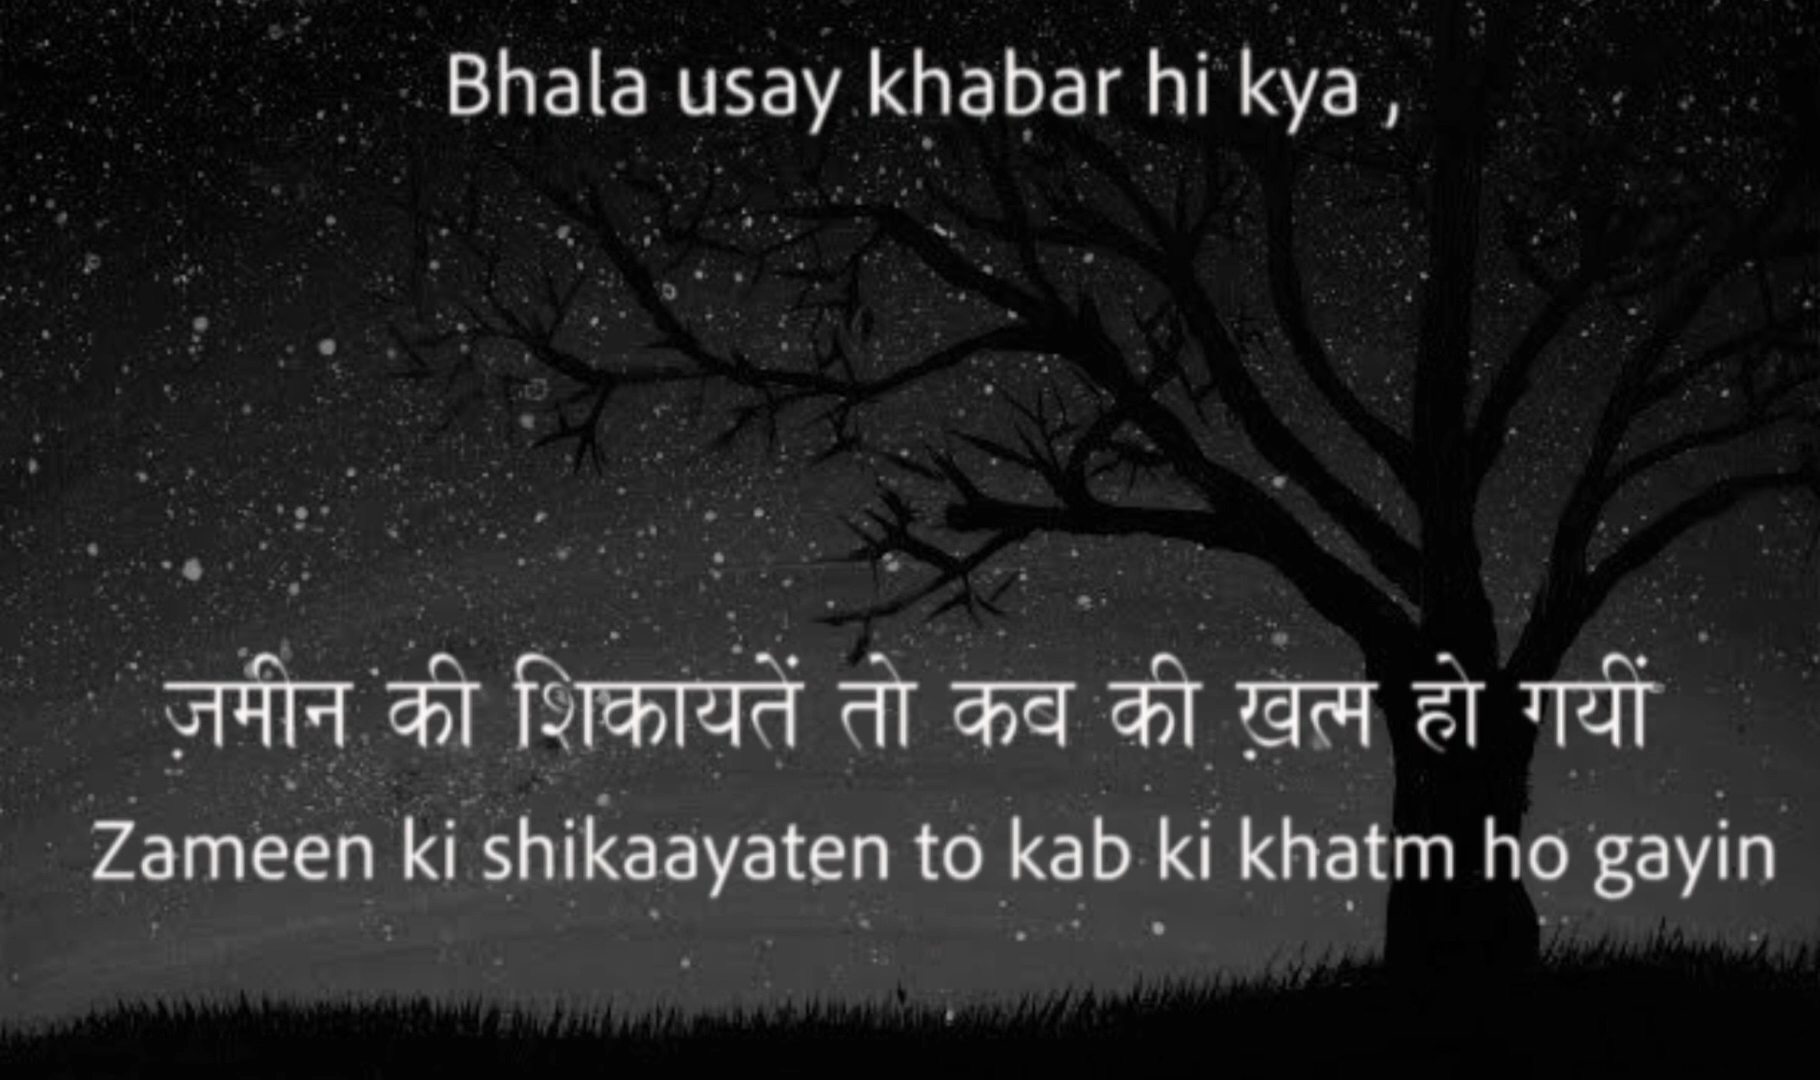 Bhala usay khabar hi kya ,
ज़मीन की शिकायतें तो कब की ख़त्म हो गयीं
Zameen ki shikaayaten to kab ki khatm ho gayin